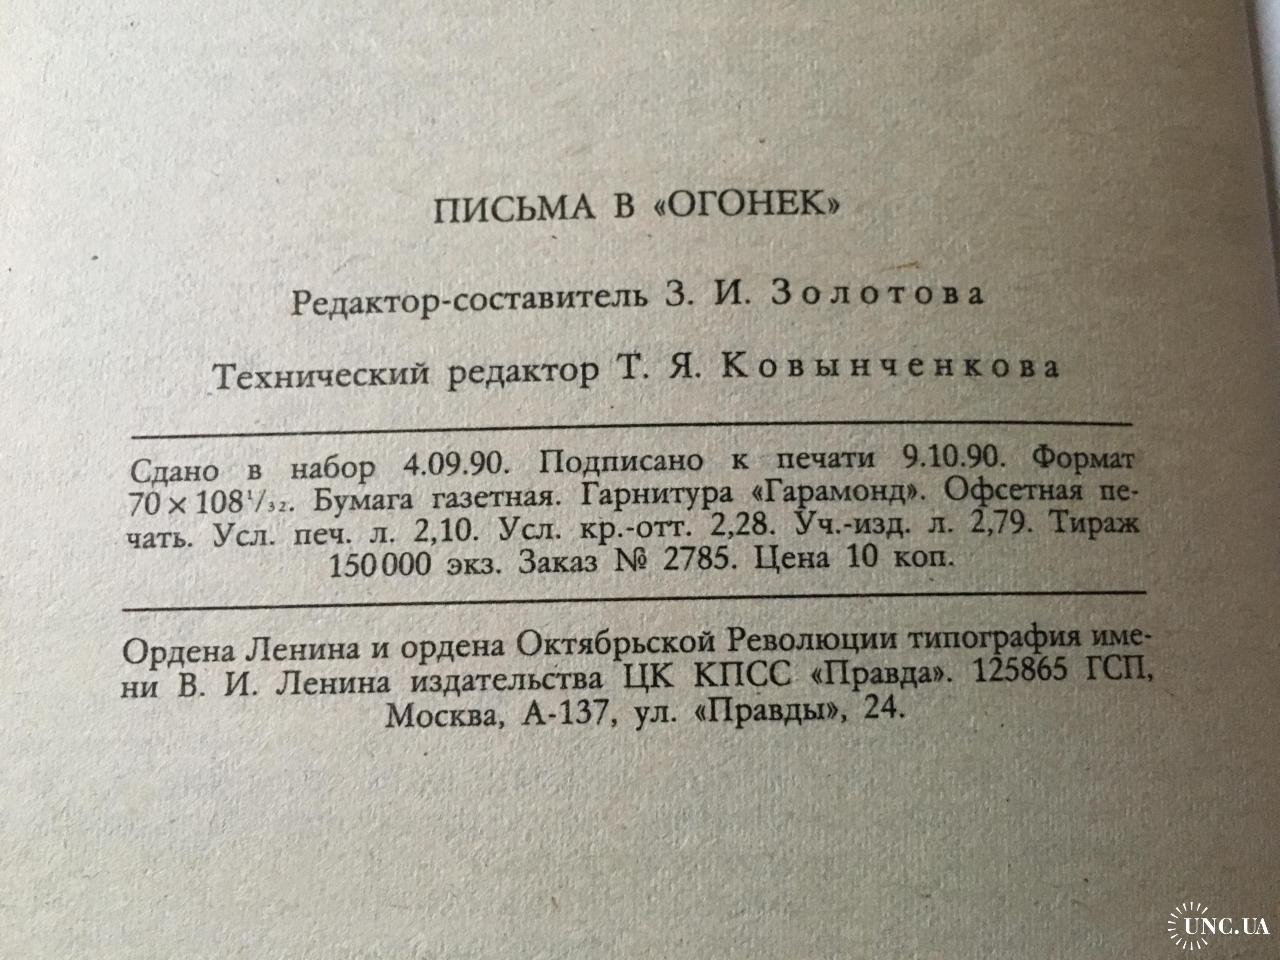 ПИСЬМА В «ОГОНЕК»
Редактор-составитель З. И. Золотова
Технический редактор Т. Я. Ковынченкова
Сдано в набор 4.09.90. Подписано к печати 9.10.90. Формат
70 × 108¹/₃₂. Бумага газетная. Гарнитура «Гарамонд». Офсетная пе-
чать. Усл. печ. л. 2,10. Усл. кр.-отт. 2,28. Уч.-изд. л. 2,79. Тираж
150 000 экз. Заказ № 2785. Цена 10 коп.
Ордена Ленина и ордена Октябрьской Революции типография име-
ни В. И. Ленина издательства ЦК КПСС «Правда». 125865 ГСП,
Москва, А-137, ул. «Правды», 24.
UNC.UA